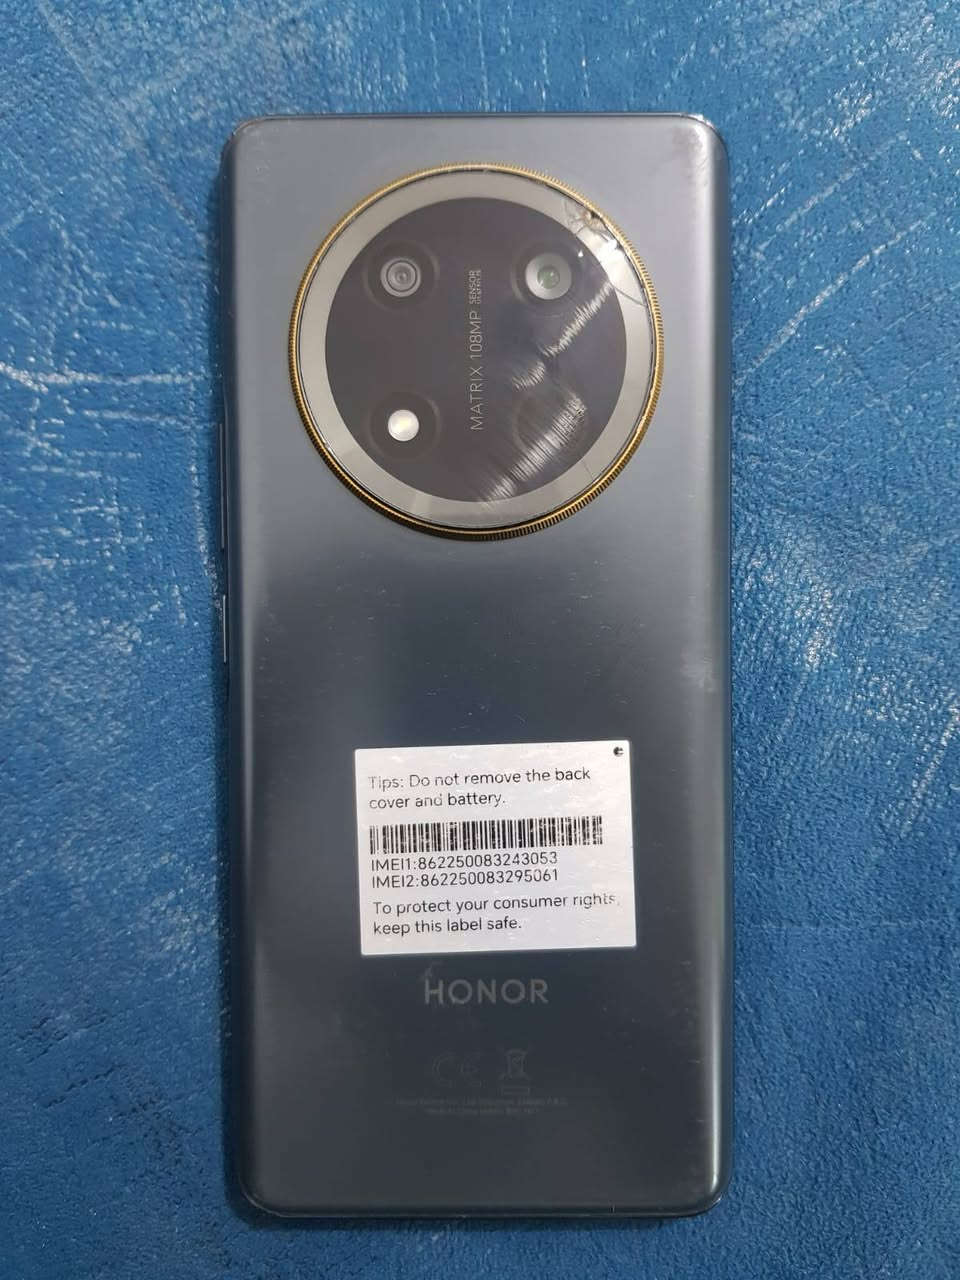 MATRIX 108MP SENSOR
Tips: Do not remove the back
cover and battery.
IMEI1:862250083243053
IMEI2:862250083295061
To protect your consumer rights,
keep this label safe.
HONOR
CE